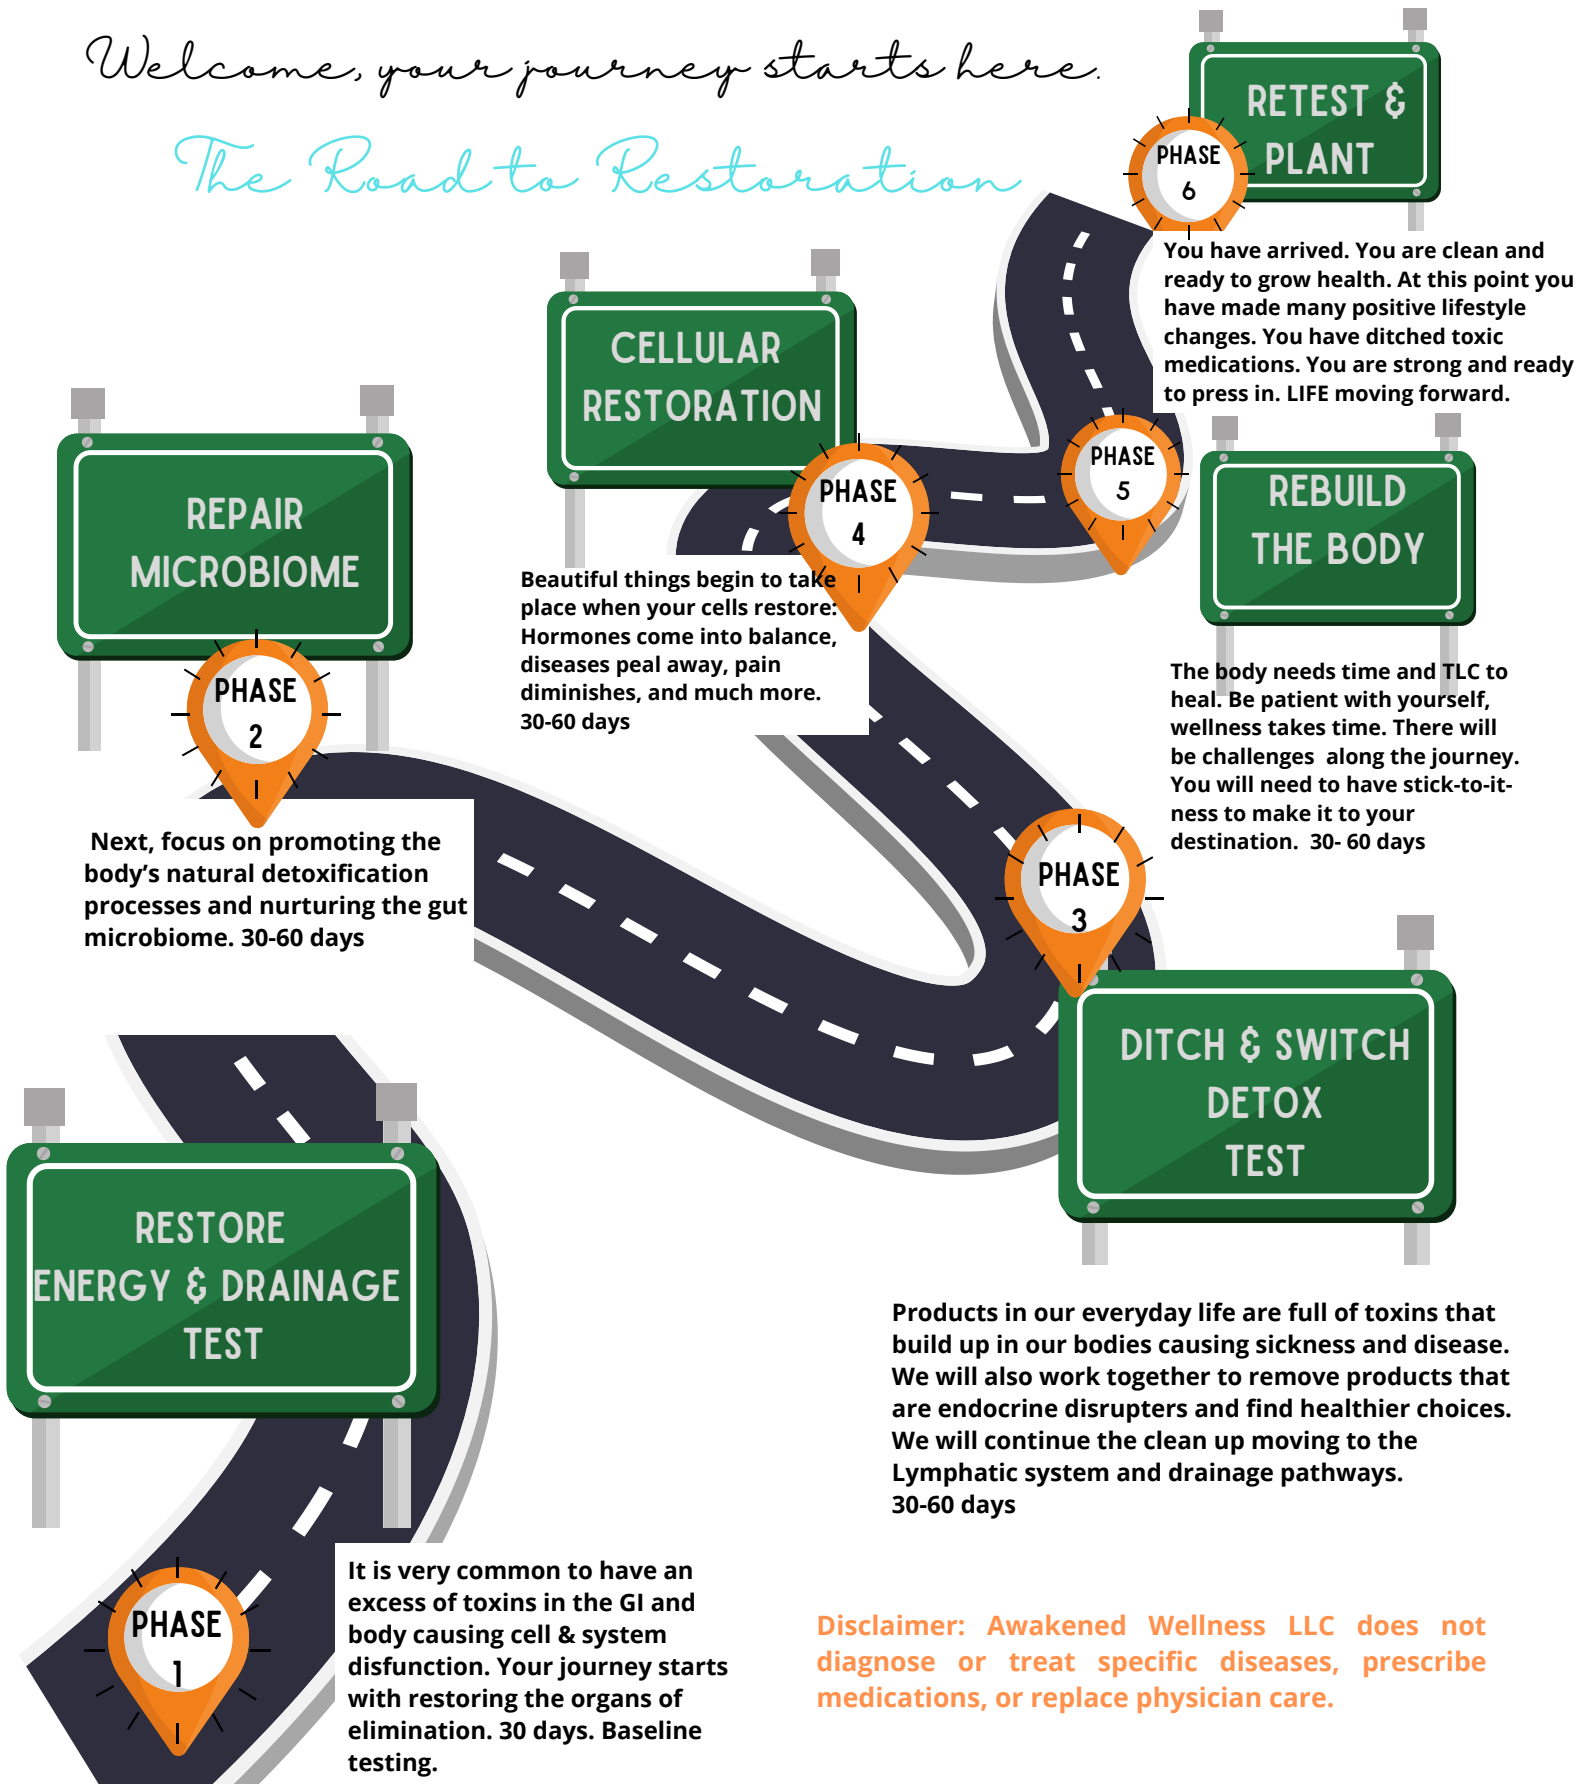 Welcome, your journey starts here.
The Road to Restoration
RETEST &
PLANT
PHASE
6
You have arrived. You are clean and
ready to grow health. At this point you
have made many positive lifestyle
changes. You have ditched toxic
medications. You are strong and ready
to press in. LIFE moving forward.
CELLULAR
RESTORATION
PHASE
4
Beautiful things begin to take
place when your cells restore:
Hormones come into balance,
diseases peal away, pain
diminishes, and much more.
30-60 days
PHASE
5
REBUILD
THE BODY
The body needs time and TLC to
heal. Be patient with yourself,
wellness takes time. There will
be challenges along the journey.
You will need to have stick-to-it-
ness to make it to your
destination. 30- 60 days
REPAIR
MICROBIOME
PHASE
2
Next, focus on promoting the
body’s natural detoxification
processes and nurturing the gut
microbiome. 30-60 days
PHASE
3
DITCH & SWITCH
DETOX
TEST
Products in our everyday life are full of toxins that
build up in our bodies causing sickness and disease.
We will also work together to remove products that
are endocrine disrupters and find healthier choices.
We will continue the clean up moving to the
Lymphatic system and drainage pathways.
30-60 days
RESTORE
ENERGY & DRAINAGE
TEST
PHASE
1
It is very common to have an
excess of toxins in the GI and
body causing cell & system
disfunction. Your journey starts
with restoring the organs of
elimination. 30 days. Baseline
testing.
Disclaimer: Awakened Wellness LLC does not
diagnose or treat specific diseases, prescribe
medications, or replace physician care.